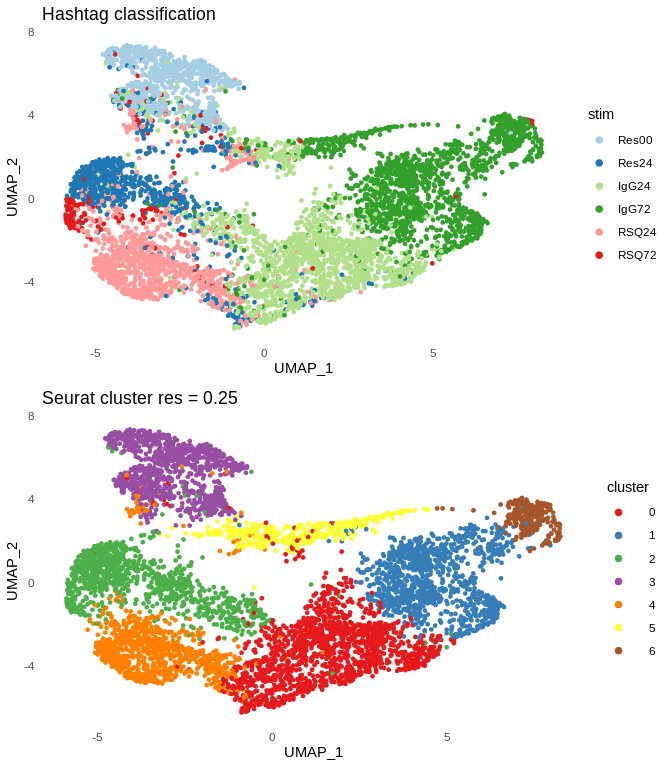 Hashtag classification
8
4
0
-4
UMAP_2
-5
0
5
UMAP_1
stim
Res00
Res24
IgG24
IgG72
RSQ24
RSQ72
Seurat cluster res = 0.25
8
4
0
-4
UMAP_2
-5
0
5
UMAP_1
cluster
0
1
2
3
4
5
6